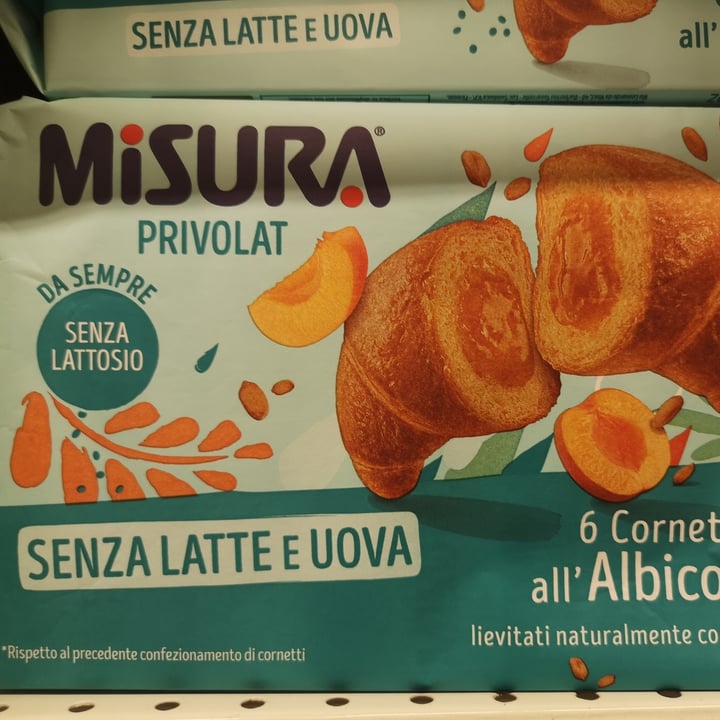 SENZA LATTE E UOVA
all'
MiSURA®
PRIVOLAT
DA SEMPRE
SENZA
LATTOSIO
SENZA LATTE E UOVA
6 Cornet
all'Albico
lievitati naturalmente co
*Rispetto al precedente confezionamento di cornetti